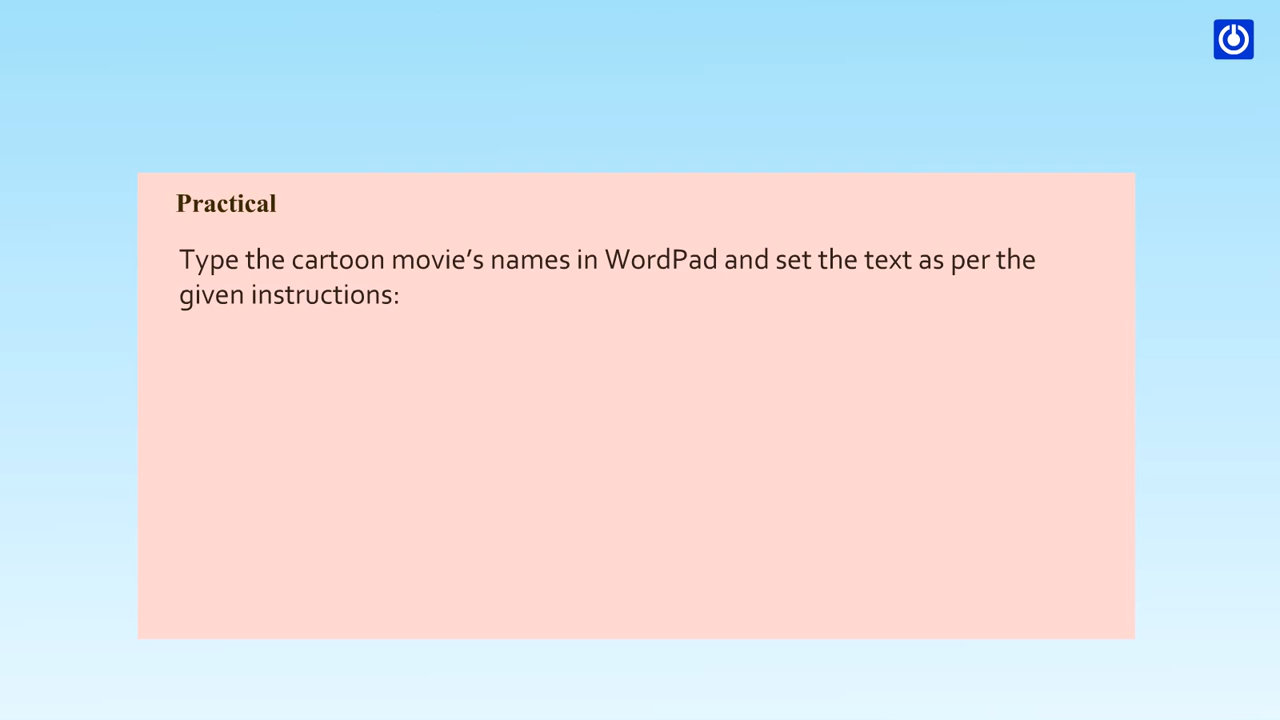 Practical
Type the cartoon movie’s names in WordPad and set the text as per the
given instructions: